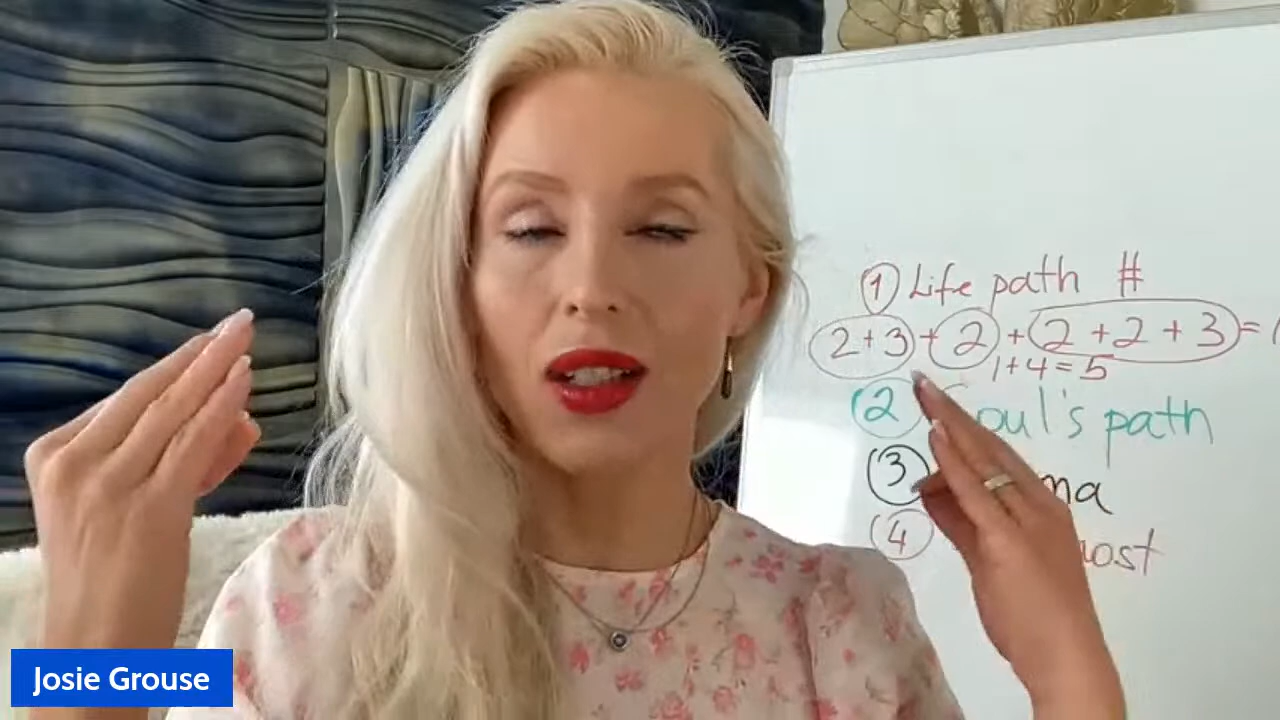 1 Life path #
2+3+2+2+2+3=
1+4=5
2 oul's path
3 ma
4 ost
Josie Grouse